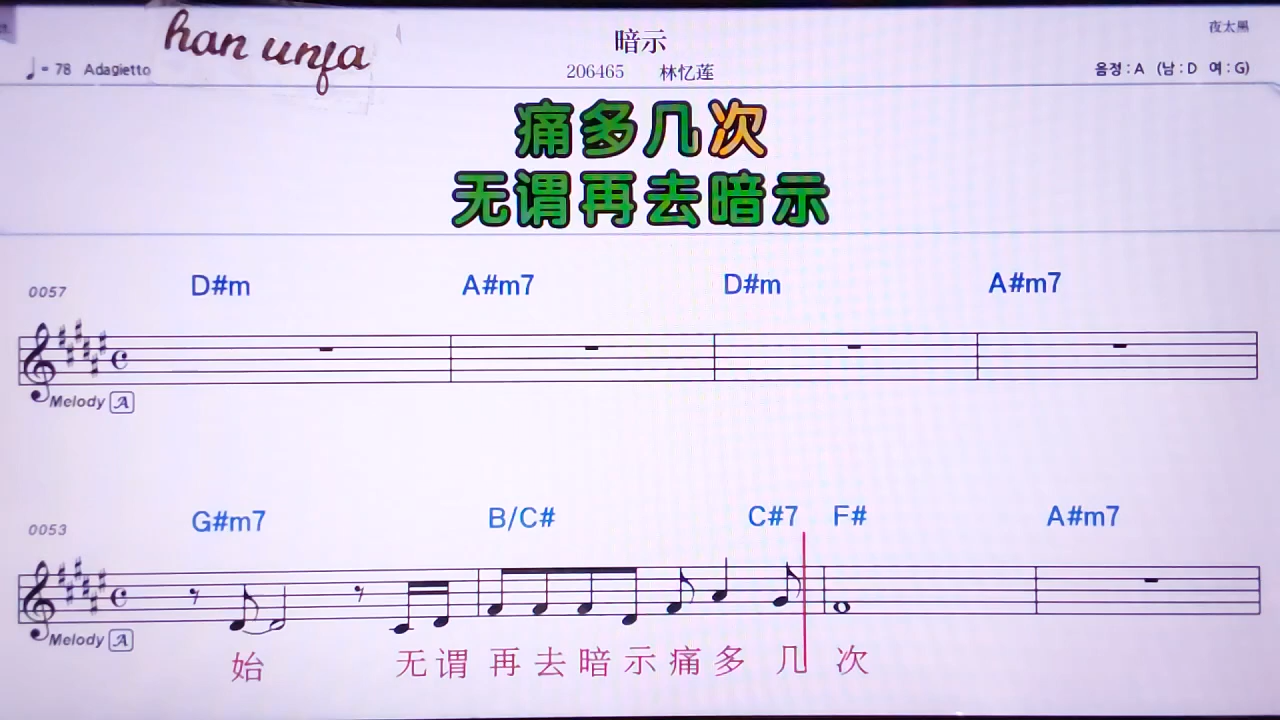 han unfa
暗示
夜太黑
♩= 78 Adagietto
206465 林忆莲
음정 : A (남 : D 여 : G)
痛多几次
无谓再去暗示
0057 D#m A#m7 D#m A#m7
Melody A
0053 G#m7 B/C# C#7 F# A#m7
Melody A
始 无谓 再去暗示痛多 几 次